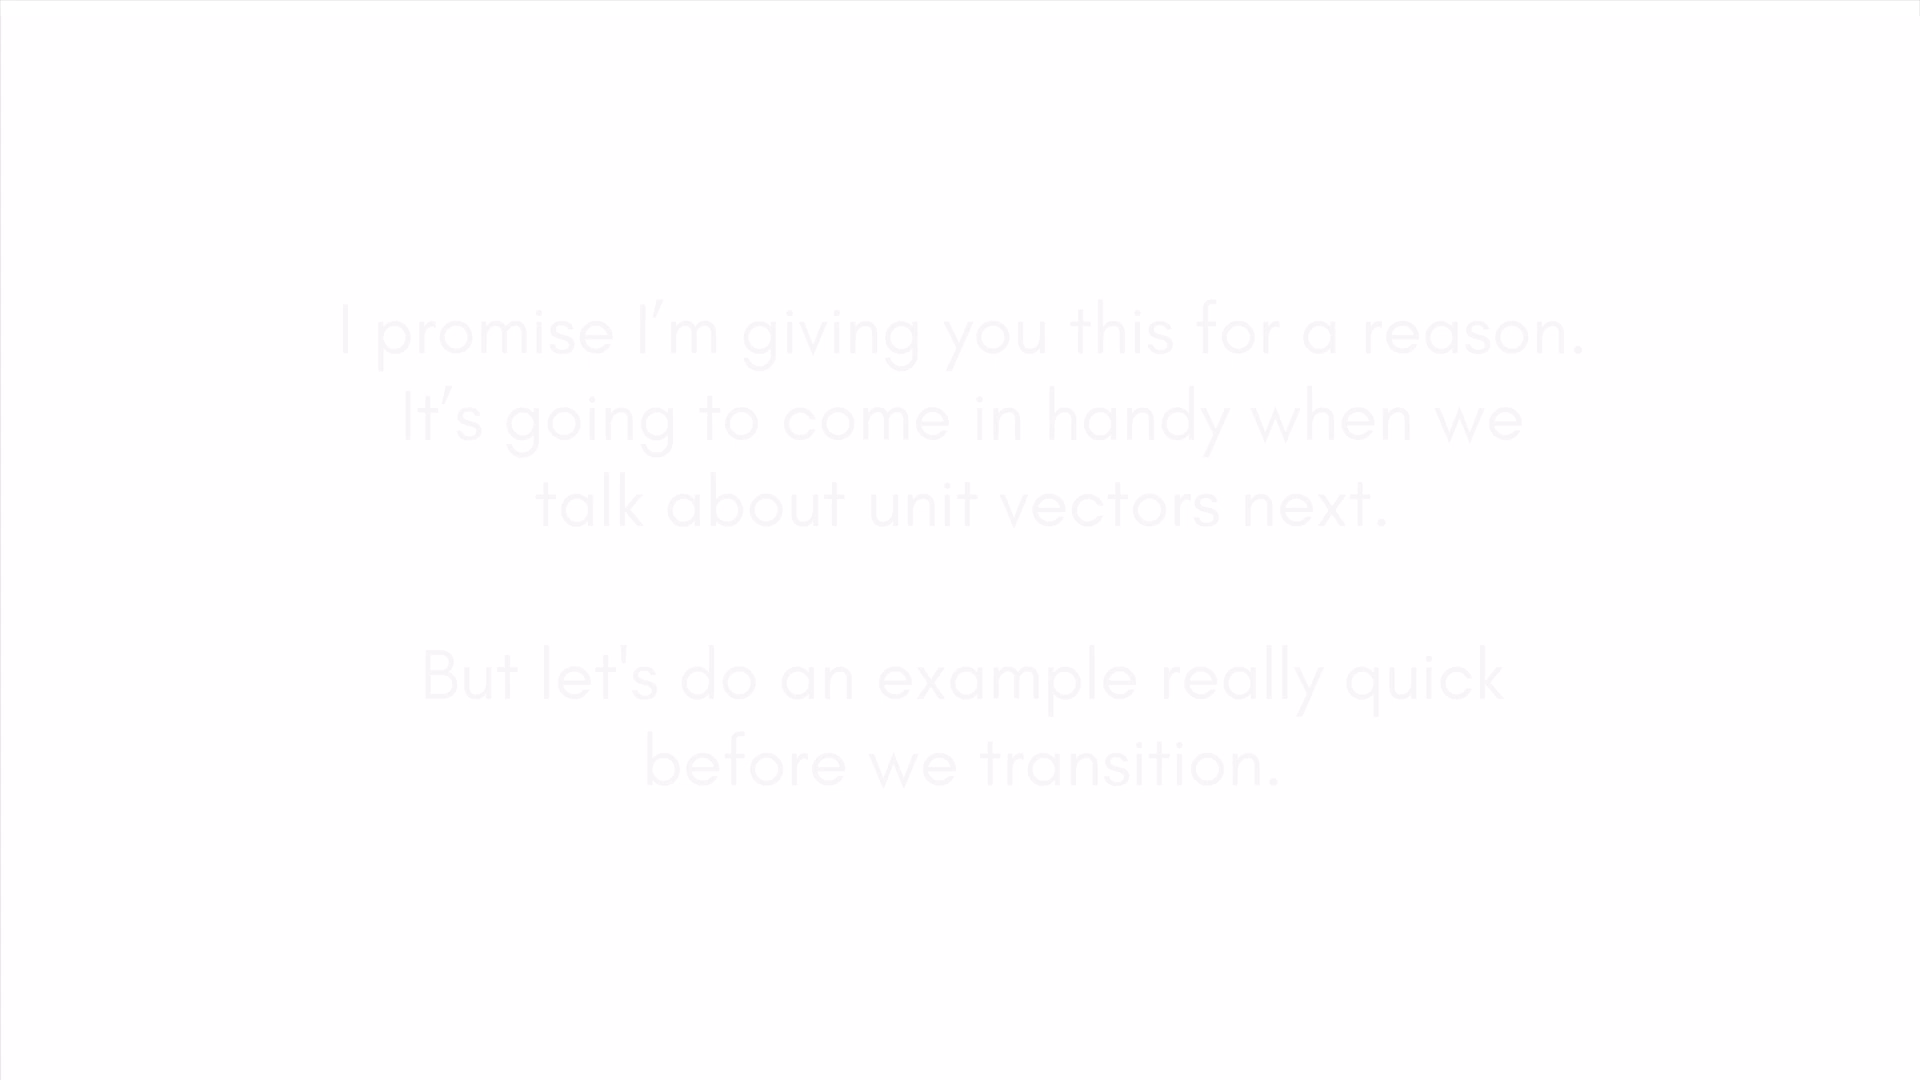 I promise I’m giving you this for a reason.
It’s going to come in handy when we
talk about unit vectors next.
But let's do an example really quick
before we transition.